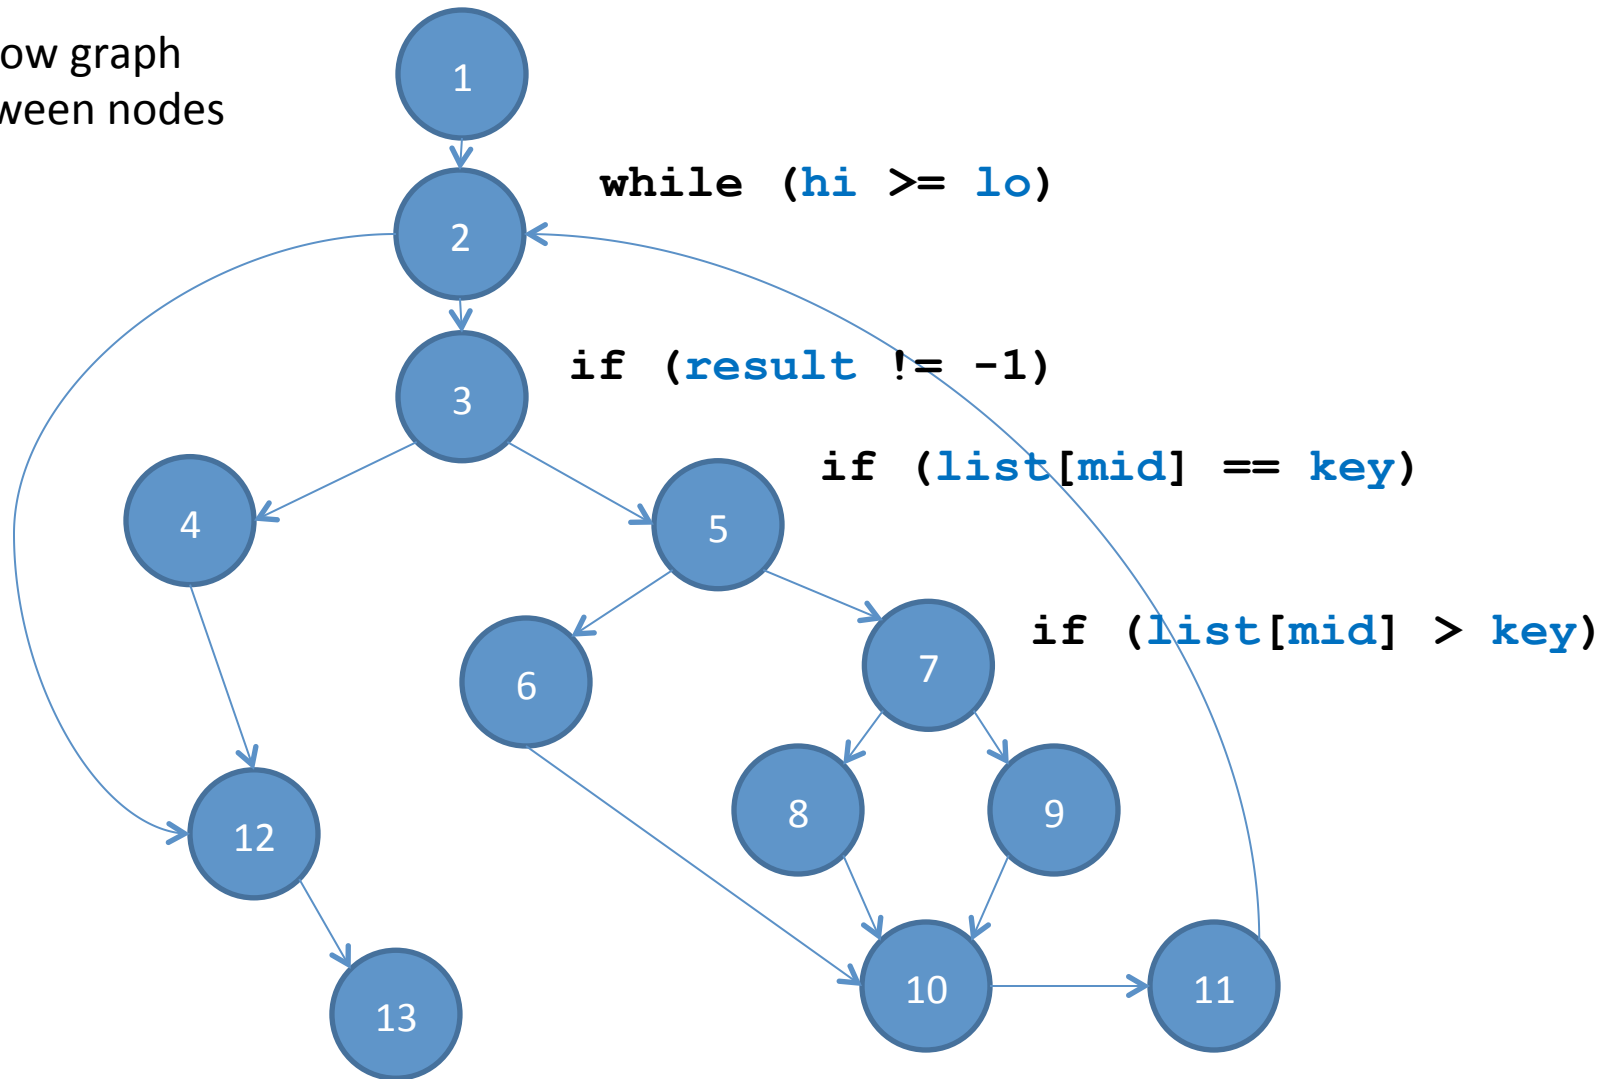 ow graph
ween nodes
1
while (hi >= lo)
2
if (result != -1)
3
if (list[mid] == key)
4
5
if (list[mid] > key)
6
7
8
9
12
10
11
13